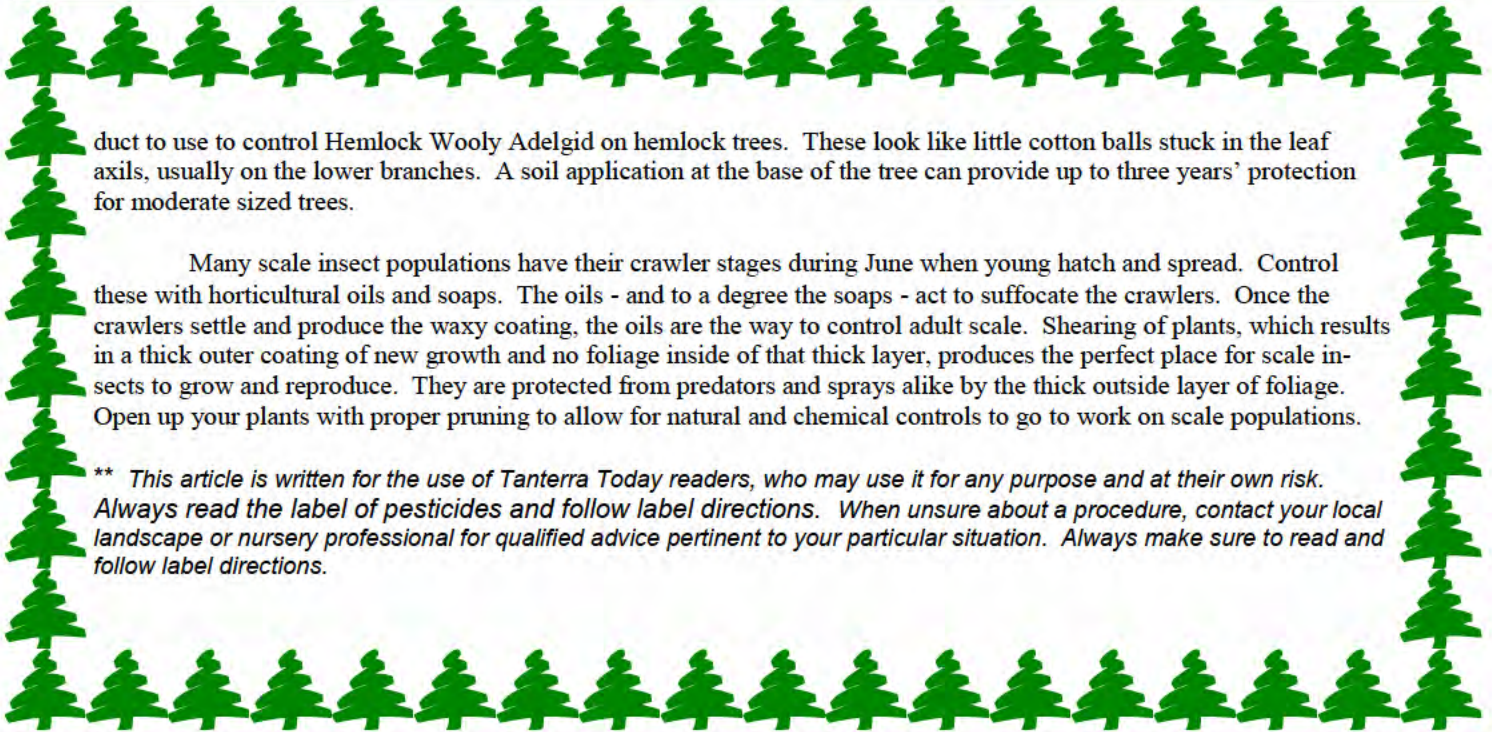 duct to use to control Hemlock Wooly Adelgid on hemlock trees.  These look like little cotton balls stuck in the leaf
axils, usually on the lower branches.  A soil application at the base of the tree can provide up to three years’ protection
for moderate sized trees.
Many scale insect populations have their crawler stages during June when young hatch and spread.  Control
these with horticultural oils and soaps.  The oils - and to a degree the soaps - act to suffocate the crawlers.  Once the
crawlers settle and produce the waxy coating, the oils are the way to control adult scale.  Shearing of plants, which results
in a thick outer coating of new growth and no foliage inside of that thick layer, produces the perfect place for scale in-
sects to grow and reproduce.  They are protected from predators and sprays alike by the thick outside layer of foliage.
Open up your plants with proper pruning to allow for natural and chemical controls to go to work on scale populations.
**  This article is written for the use of Tanterra Today readers, who may use it for any purpose and at their own risk.
Always read the label of pesticides and follow label directions.  When unsure about a procedure, contact your local
landscape or nursery professional for qualified advice pertinent to your particular situation.  Always make sure to read and
follow label directions.